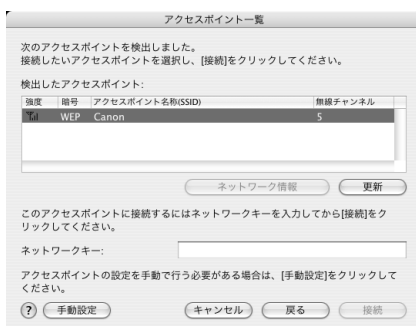 アクセスポイント一覧
次のアクセスポイントを検出しました。
接続したいアクセスポイントを選択し、[接続]をクリックしてください。
検出したアクセスポイント:
強度 暗号 アクセスポイント名称(SSID) 無線チャンネル
WEP Canon 5
ネットワーク情報 更新
このアクセスポイントに接続するにはネットワークキーを入力してから[接続]をク
リックしてください。
ネットワークキー:
アクセスポイントの設定を手動で行う必要がある場合は、[手動設定]をクリックして
ください。
? 手動設定 キャンセル 戻る 接続